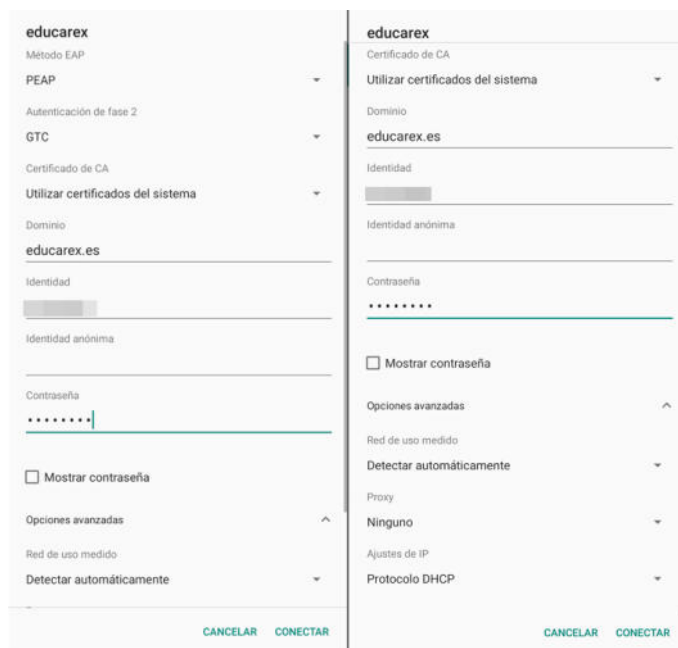 educarex
Método EAP
PEAP
Autenticación de fase 2
GTC
Certificado de CA
Utilizar certificados del sistema
Dominio
educarex.es
Identidad
Identidad anónima
Contraseña
••••••••
Mostrar contraseña
Opciones avanzadas
Red de uso medido
Detectar automáticamente
CANCELAR CONECTAR
educarex
Certificado de CA
Utilizar certificados del sistema
Dominio
educarex.es
Identidad
Identidad anónima
Contraseña
••••••••
Mostrar contraseña
Opciones avanzadas
Red de uso medido
Detectar automáticamente
Proxy
Ninguno
Ajustes de IP
Protocolo DHCP
CANCELAR CONECTAR